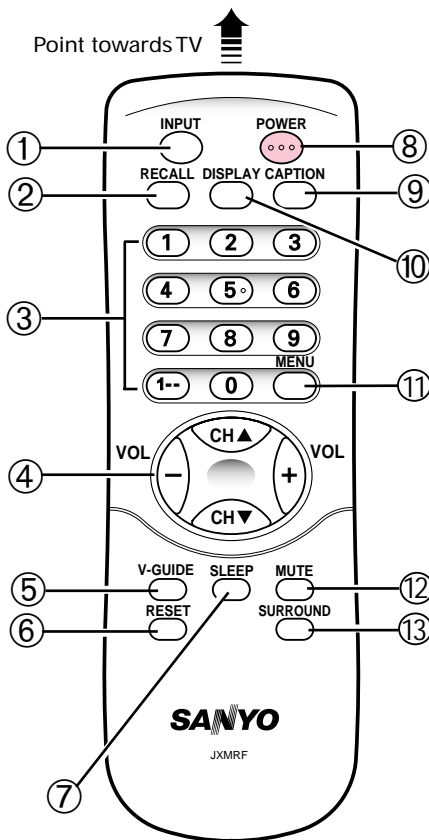 Point towards TV
INPUT POWER
① ⑧
RECALL DISPLAY CAPTION
② ⑨
1 2 3
⑩
4 5 6
③
7 8 9
MENU
1-- 0
⑪
CH▲
VOL VOL
④ − +
CH▼
V-GUIDE SLEEP MUTE
⑤ ⑫
RESET SURROUND
⑥ ⑬
SANYO
JXMRF
⑦